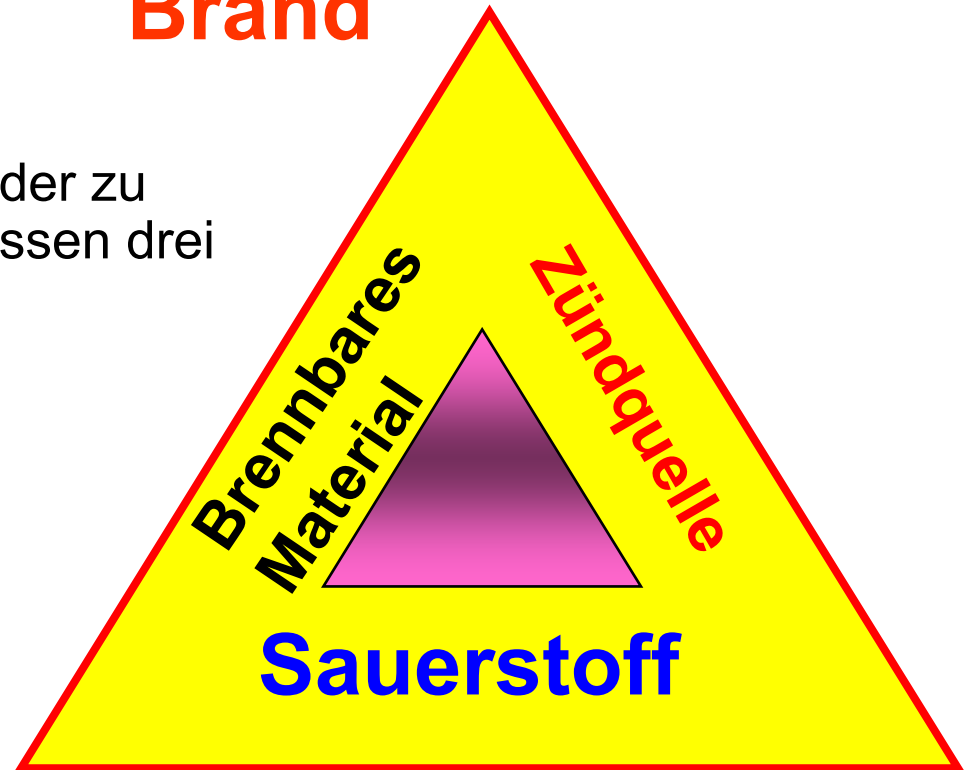 Brand
der zu
ssen drei
Brennbares
Material
Zündquelle
Sauerstoff